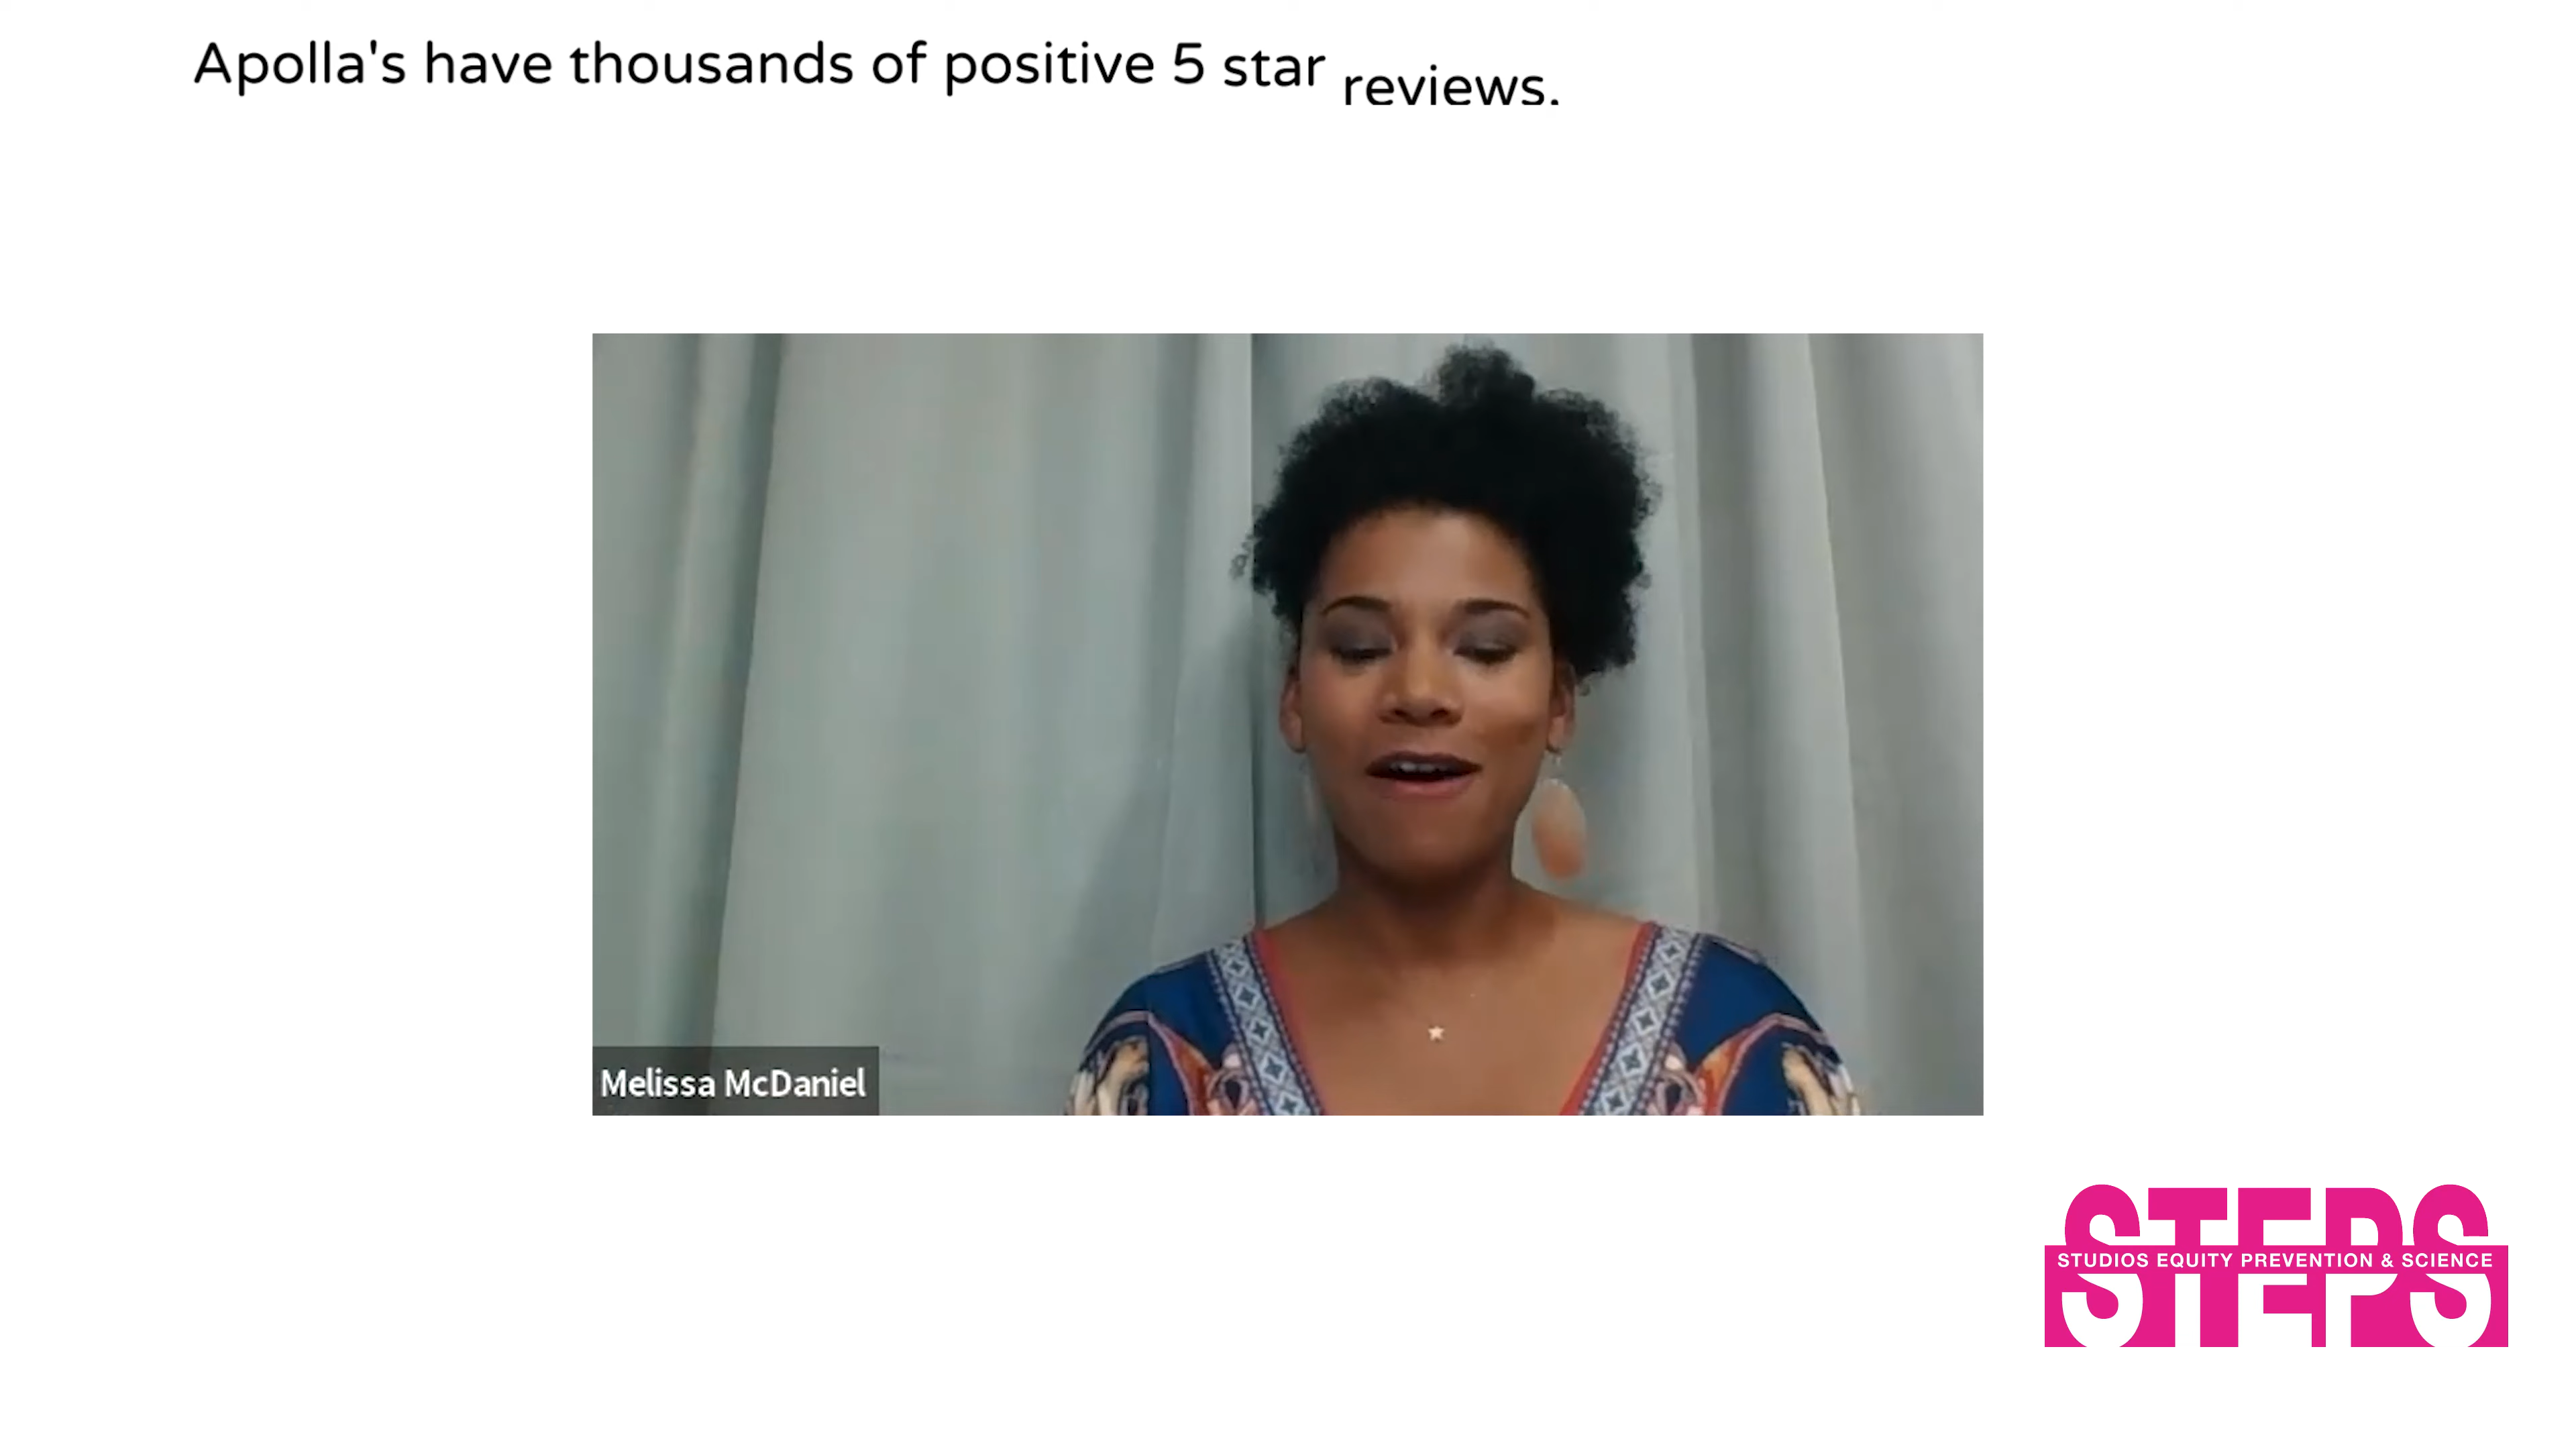 Apolla's have thousands of positive 5 star reviews.
Melissa McDaniel
STEPS
STUDIOS EQUITY PREVENTION & SCIENCE